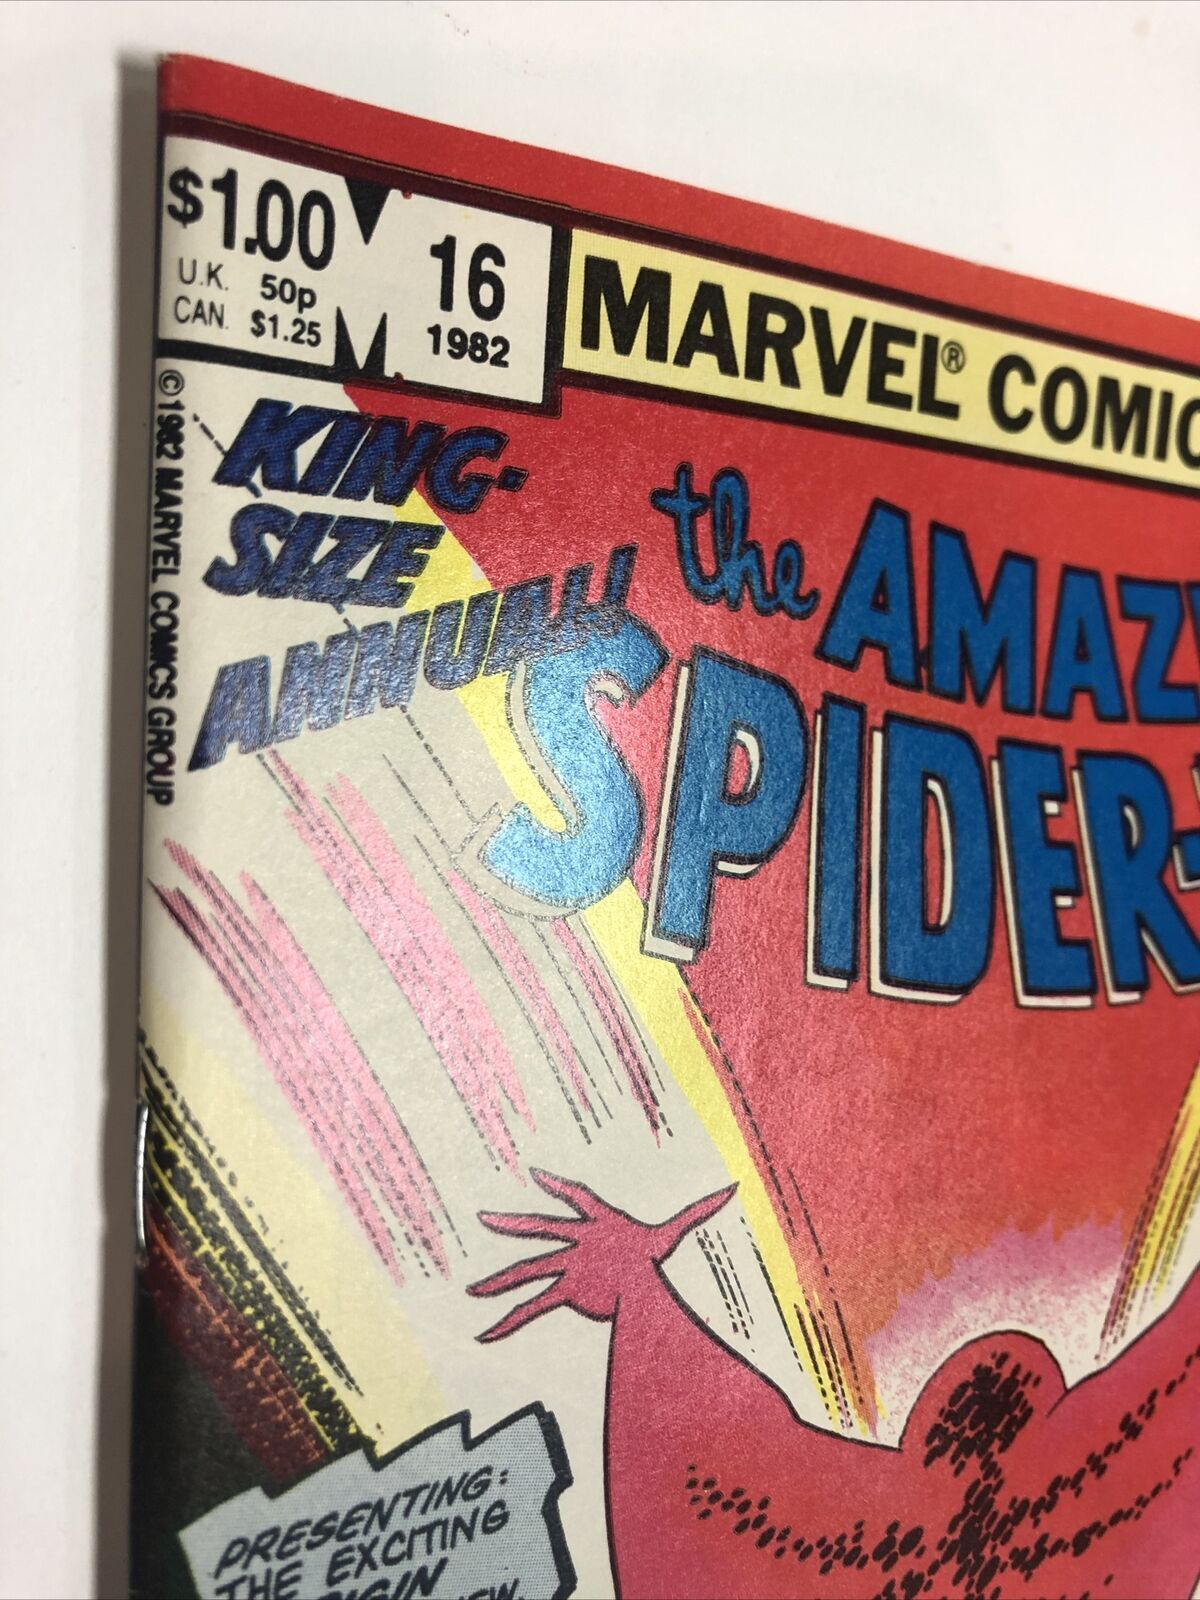 $1.00
U.K. 50p
CAN. $1.25
16
1982
MARVEL® COMIC
© 1982 MARVEL COMICS GROUP
KING-
SIZE
ANNUAL!
the AMAZ
SPIDER-
PRESENTING:
THE EXCITING